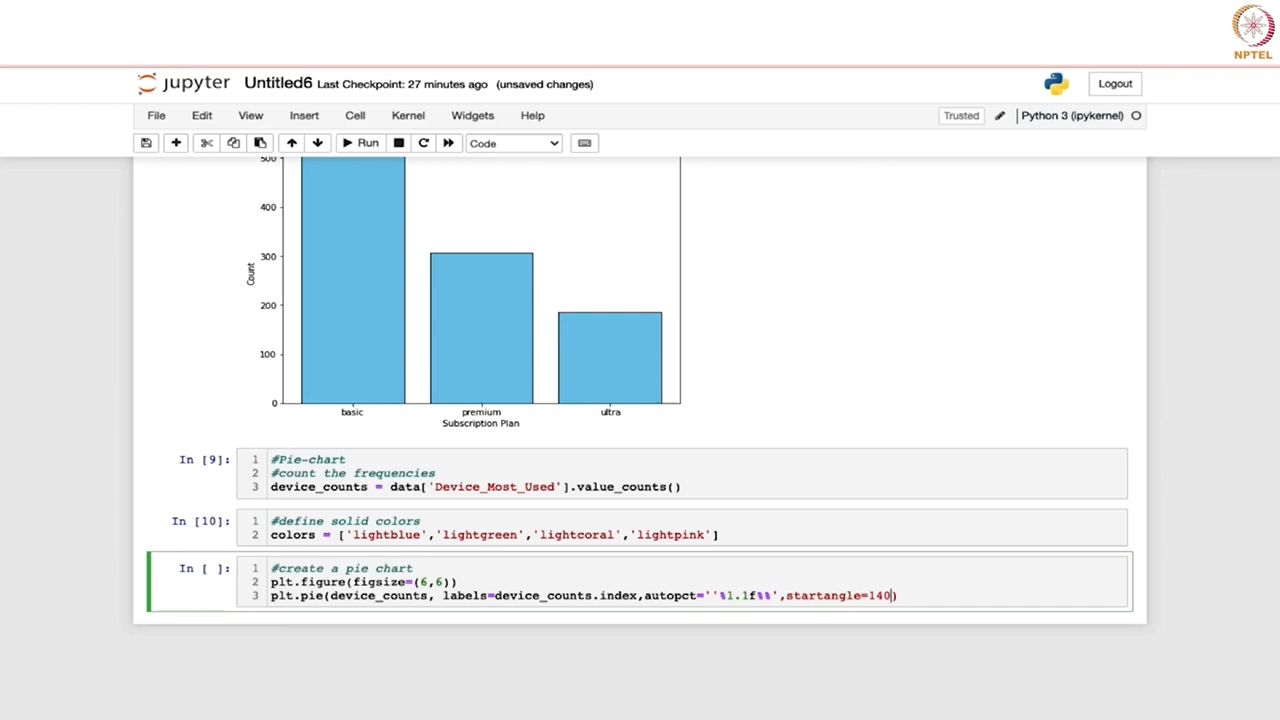 NPTEL
jupyter Untitled6 Last Checkpoint: 27 minutes ago (unsaved changes)
Logout
File Edit View Insert Cell Kernel Widgets Help
Trusted Python 3 (ipykernel)
Run Code
500
400
300
200
100
0
Count
basic premium ultra
Subscription Plan
In [9]:
1 #Pie-chart
2 #count the frequencies
3 device_counts = data['Device_Most_Used'].value_counts()
In [10]:
1 #define solid colors
2 colors = ['lightblue','lightgreen','lightcoral','lightpink']
In [ ]:
1 #create a pie chart
2 plt.figure(figsize=(6,6))
3 plt.pie(device_counts, labels=device_counts.index,autopct=''%1.1f%%',startangle=140)